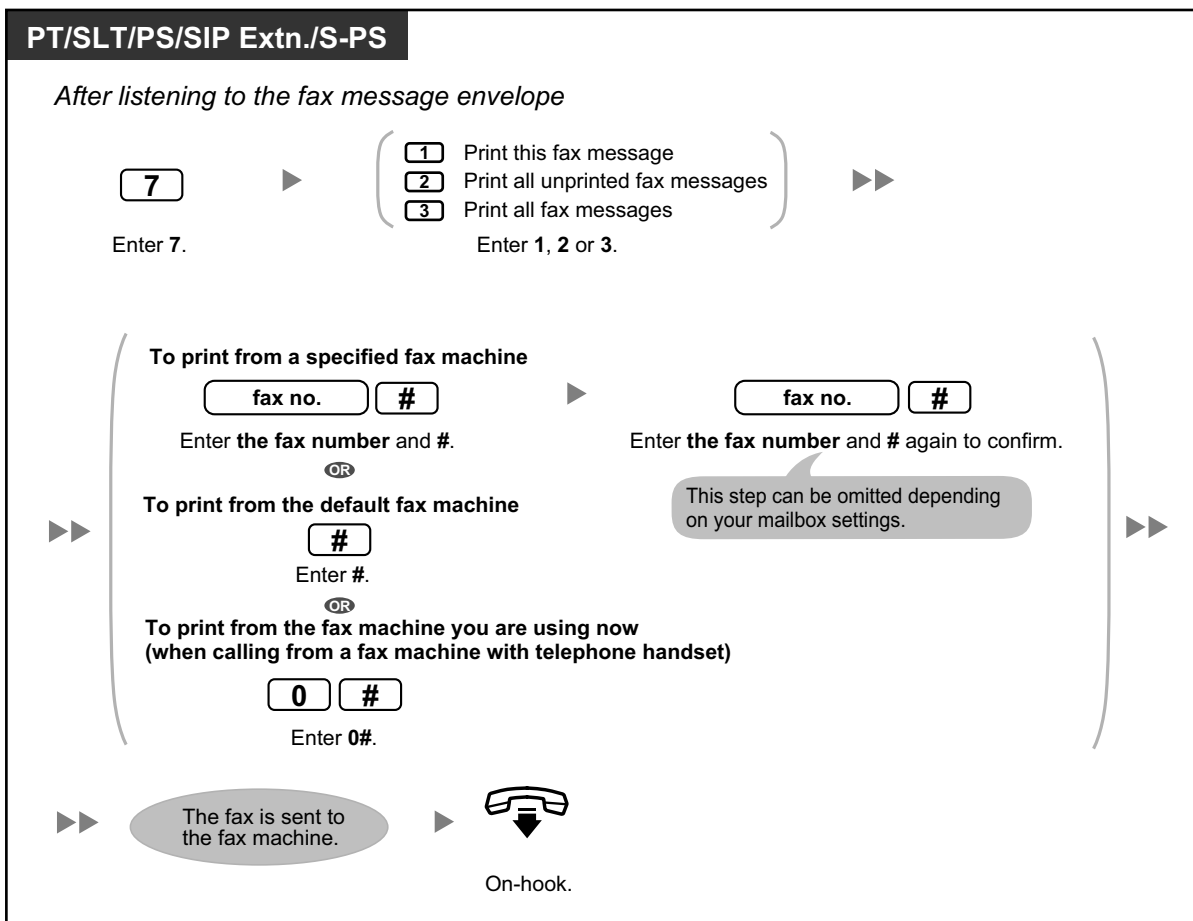 PT/SLT/PS/SIP Extn./S-PS
After listening to the fax message envelope
7
Enter 7.
1 Print this fax message
2 Print all unprinted fax messages
3 Print all fax messages
Enter 1, 2 or 3.
To print from a specified fax machine
fax no. #
Enter the fax number and #.
fax no. #
Enter the fax number and # again to confirm.
This step can be omitted depending
on your mailbox settings.
OR
To print from the default fax machine
#
Enter #.
OR
To print from the fax machine you are using now
(when calling from a fax machine with telephone handset)
0 #
Enter 0#.
The fax is sent to
the fax machine.
On-hook.